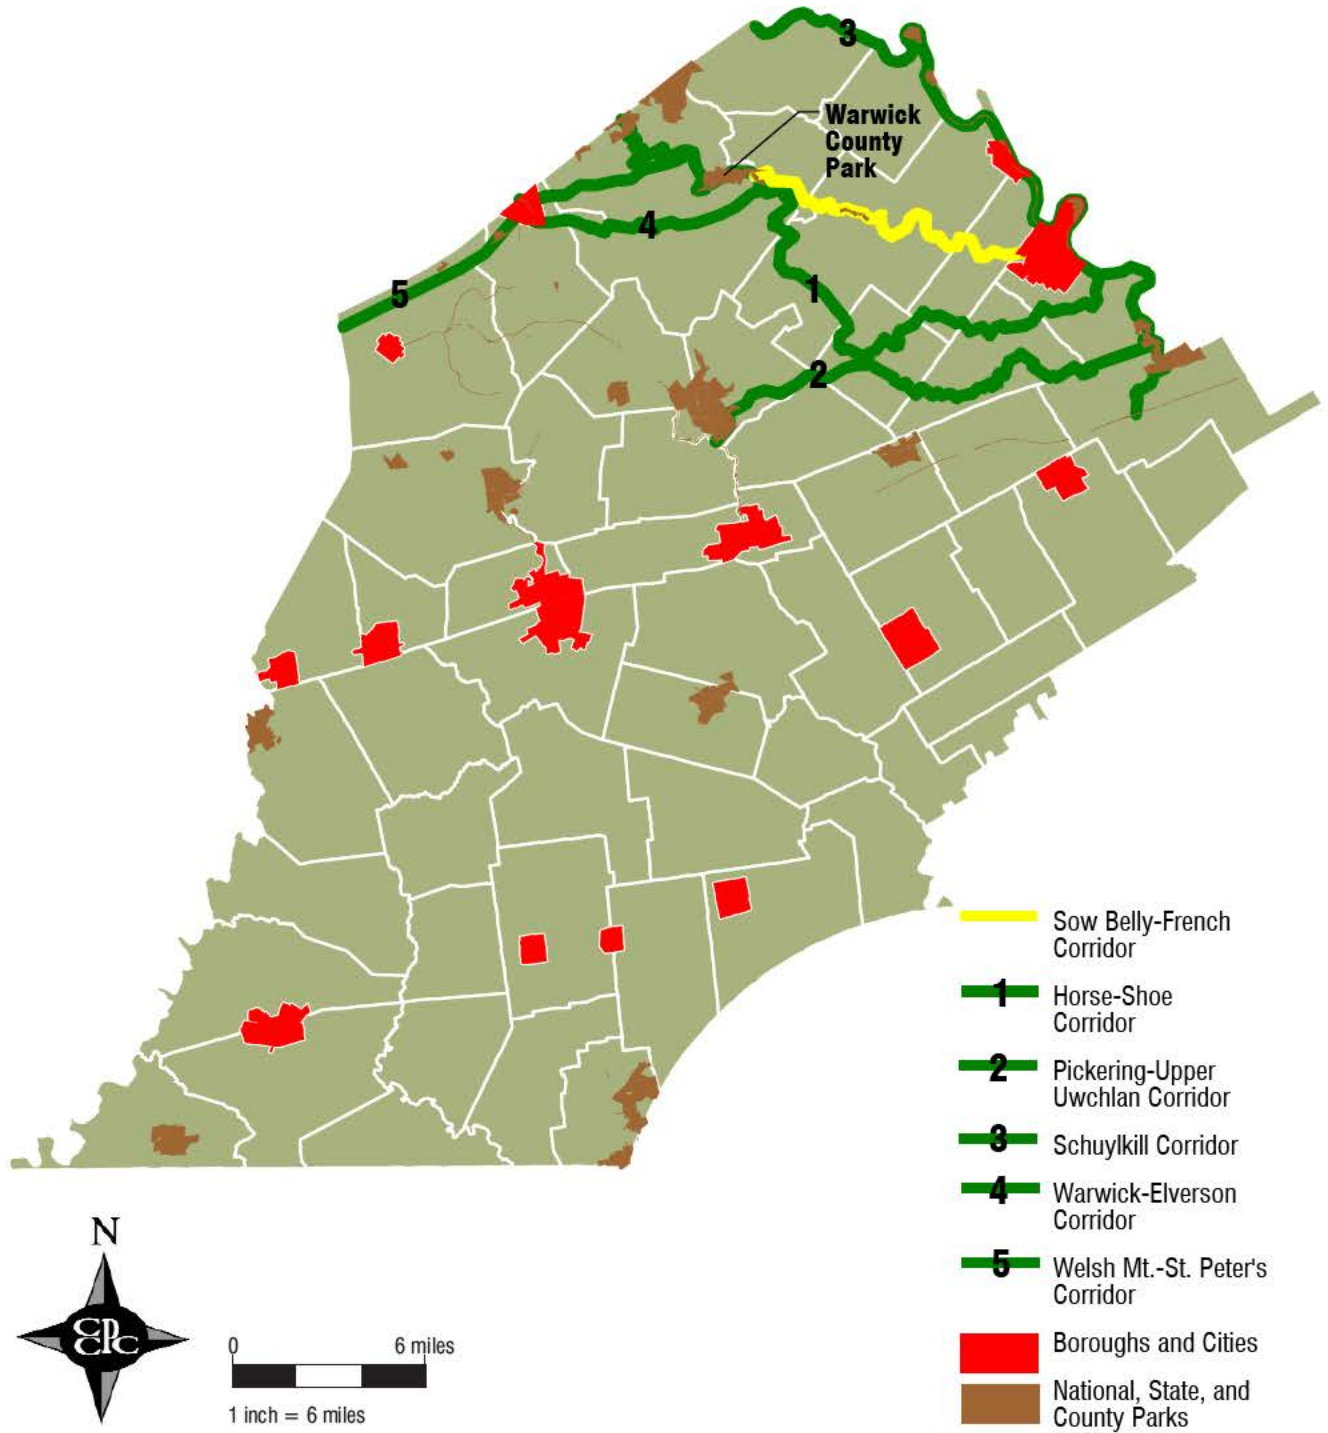 3
Warwick
County
Park
4
5
1
2
Sow Belly-French
Corridor
1
Horse-Shoe
Corridor
2
Pickering-Upper
Uwchlan Corridor
3
Schuylkill Corridor
4
Warwick-Elverson
Corridor
5
Welsh Mt.-St. Peter's
Corridor
Boroughs and Cities
National, State, and
County Parks
N
CCPC
0 6 miles
1 inch = 6 miles